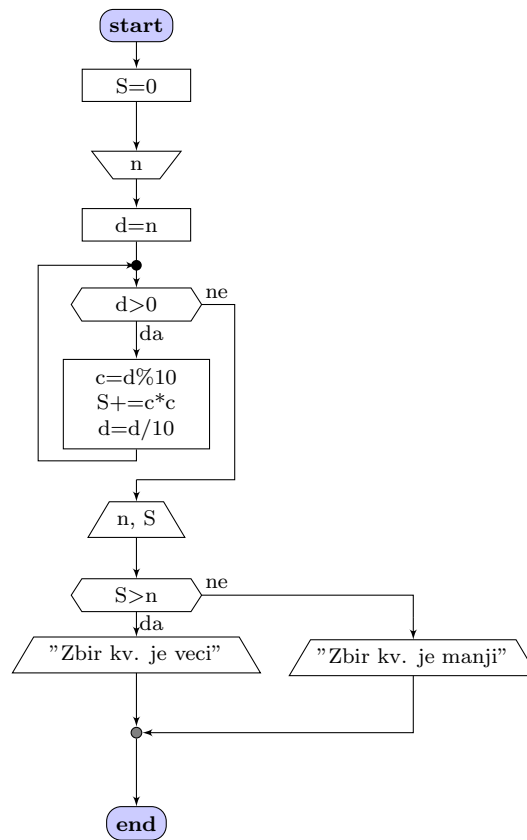 start
S=0
n
d=n
d>0
ne
da
c=d%10
S+=c*c
d=d/10
n, S
S>n
ne
da
"Zbir kv. je veci"
"Zbir kv. je manji"
end